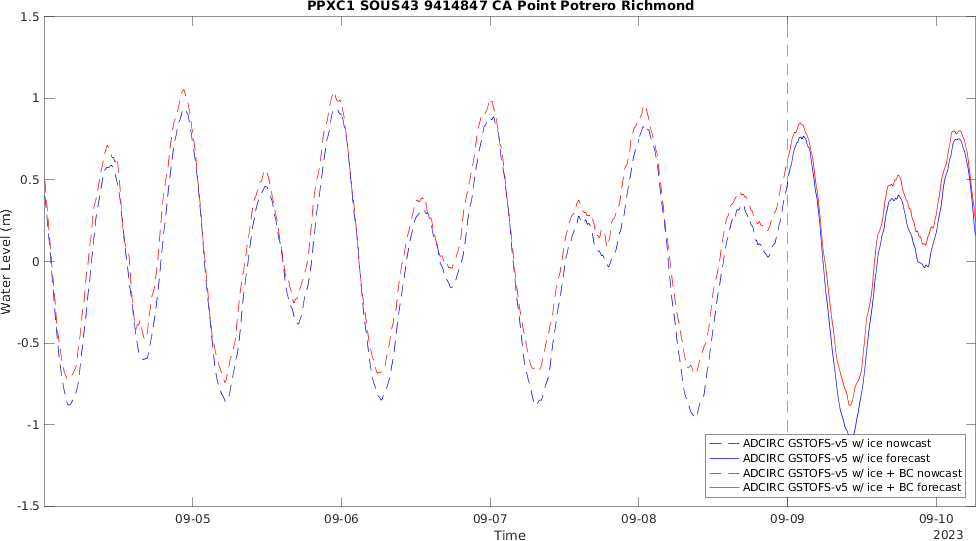 PPXC1 SOUS43 9414847 CA Point Potrero Richmond
1.5
1
0.5
0
-0.5
-1
-1.5
Water Level (m)
09-05
09-06
09-07
09-08
09-09
09-10
Time
2023
ADCIRC GSTOFS-v5 w/ ice nowcast
ADCIRC GSTOFS-v5 w/ ice forecast
ADCIRC GSTOFS-v5 w/ ice + BC nowcast
ADCIRC GSTOFS-v5 w/ ice + BC forecast